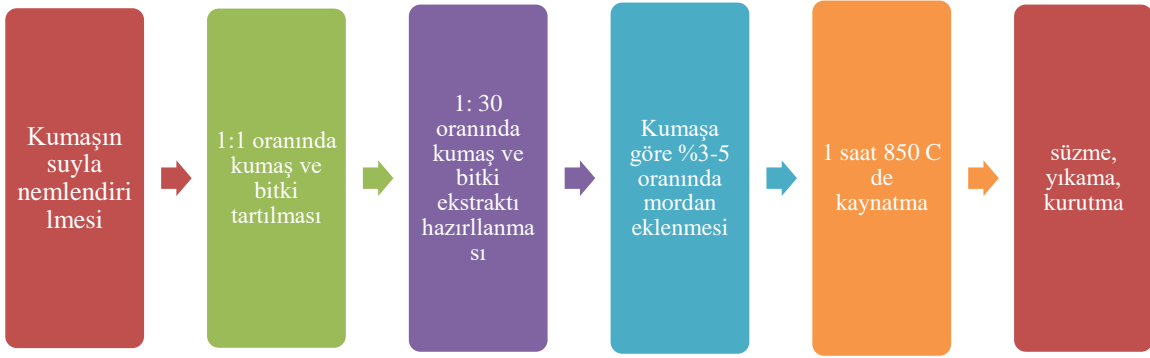 Kumaşın
suyla
nemlendiri
lmesi
1:1 oranında
kumaş ve
bitki
tartılması
1: 30
oranında
kumaş ve
bitki
ekstraktı
hazırllanma
sı
Kumaşa
göre %3-5
oranında
mordan
eklenmesi
1 saat 850 C
de
kaynatma
süzme,
yıkama,
kurutma